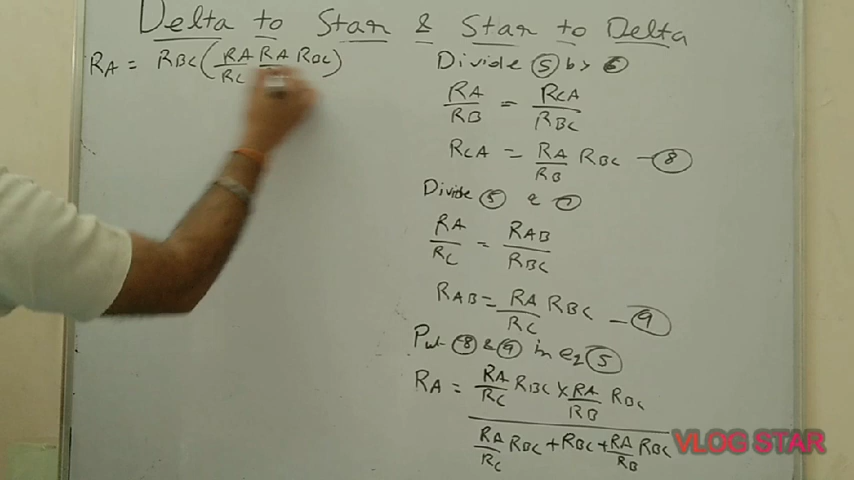 Delta to Star & Star to Delta
RA = RBC (RA/RC RA/ RBC)
Divide ⑤ by ⑥
RA/RB = RCA/RBC
RCA = RA/RB RBC - ⑧
Divide ⑤ & ⑦
RA/RC = RAB/RBC
RAB = RA/RC RBC - ⑨
Put ⑧ & ⑨ in eq ⑤
RA = RA/RC RBC × RA/RB RBC
RA/RC RBC + RBC + RA/RB RBC
VLOG STAR